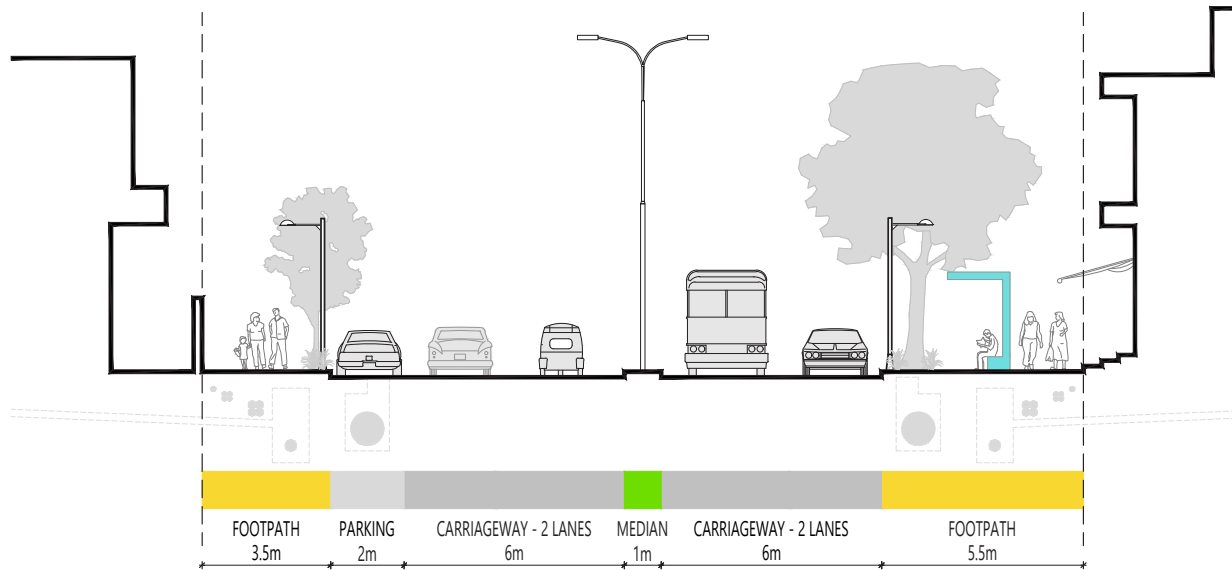 FOOTPATH
3.5m
PARKING
2m
CARRIAGEWAY - 2 LANES
6m
MEDIAN
1m
CARRIAGEWAY - 2 LANES
6m
FOOTPATH
5.5m